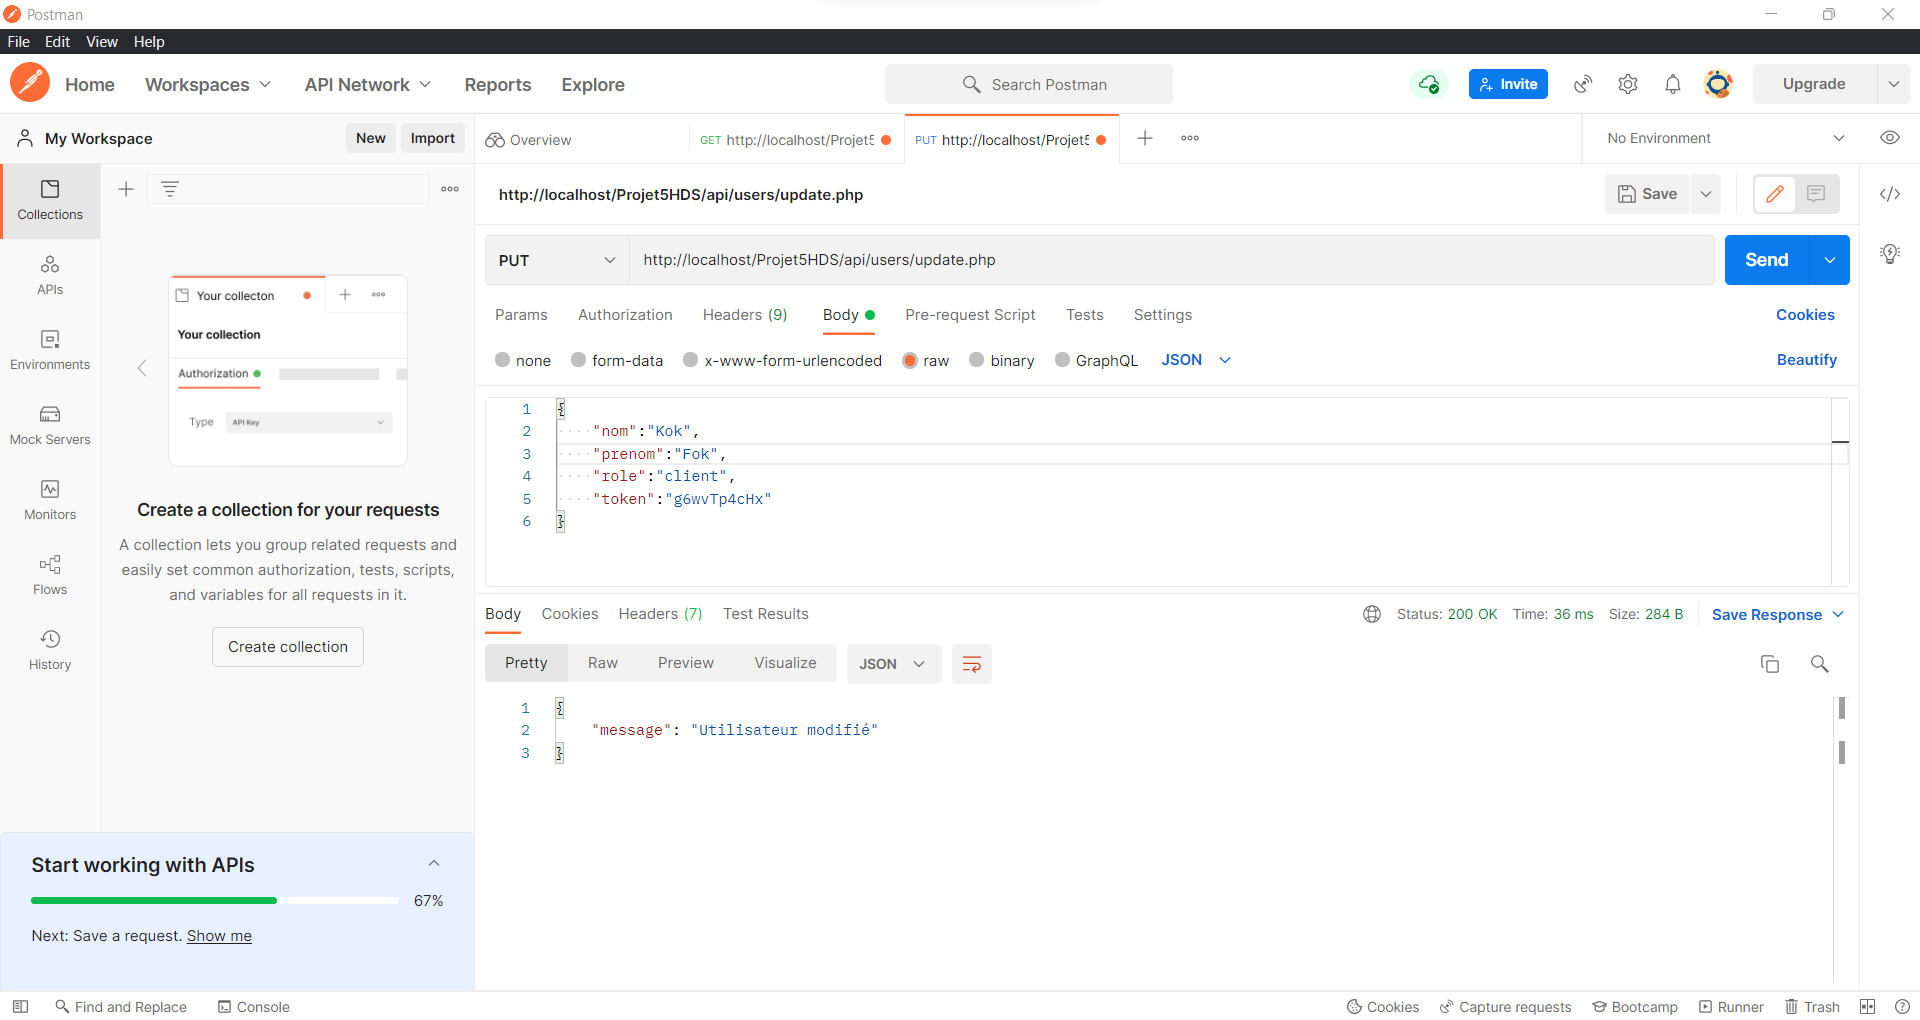 Postman
File Edit View Help
Home Workspaces API Network Reports Explore Search Postman Invite Upgrade
My Workspace New Import Overview GET http://localhost/Projet5 PUT http://localhost/Projet5 No Environment
Collections
APIs
Environments
Mock Servers
Monitors
Flows
History
Your collecton
Your collection
Authorization
Type API Key
Create a collection for your requests
A collection lets you group related requests and
easily set common authorization, tests, scripts,
and variables for all requests in it.
Create collection
Start working with APIs
67%
Next: Save a request. Show me
http://localhost/Projet5HDS/api/users/update.php Save
PUT http://localhost/Projet5HDS/api/users/update.php Send
Params Authorization Headers (9) Body Pre-request Script Tests Settings Cookies
none form-data x-www-form-urlencoded raw binary GraphQL JSON Beautify
1 {
2 "nom":"Kok",
3 "prenom":"Fok",
4 "role":"client",
5 "token":"g6wvTp4cHx"
6 }
Body Cookies Headers (7) Test Results Status: 200 OK Time: 36 ms Size: 284 B Save Response
Pretty Raw Preview Visualize JSON
1 {
2 "message": "Utilisateur modifié"
3 }
Find and Replace Console Cookies Capture requests Bootcamp Runner Trash